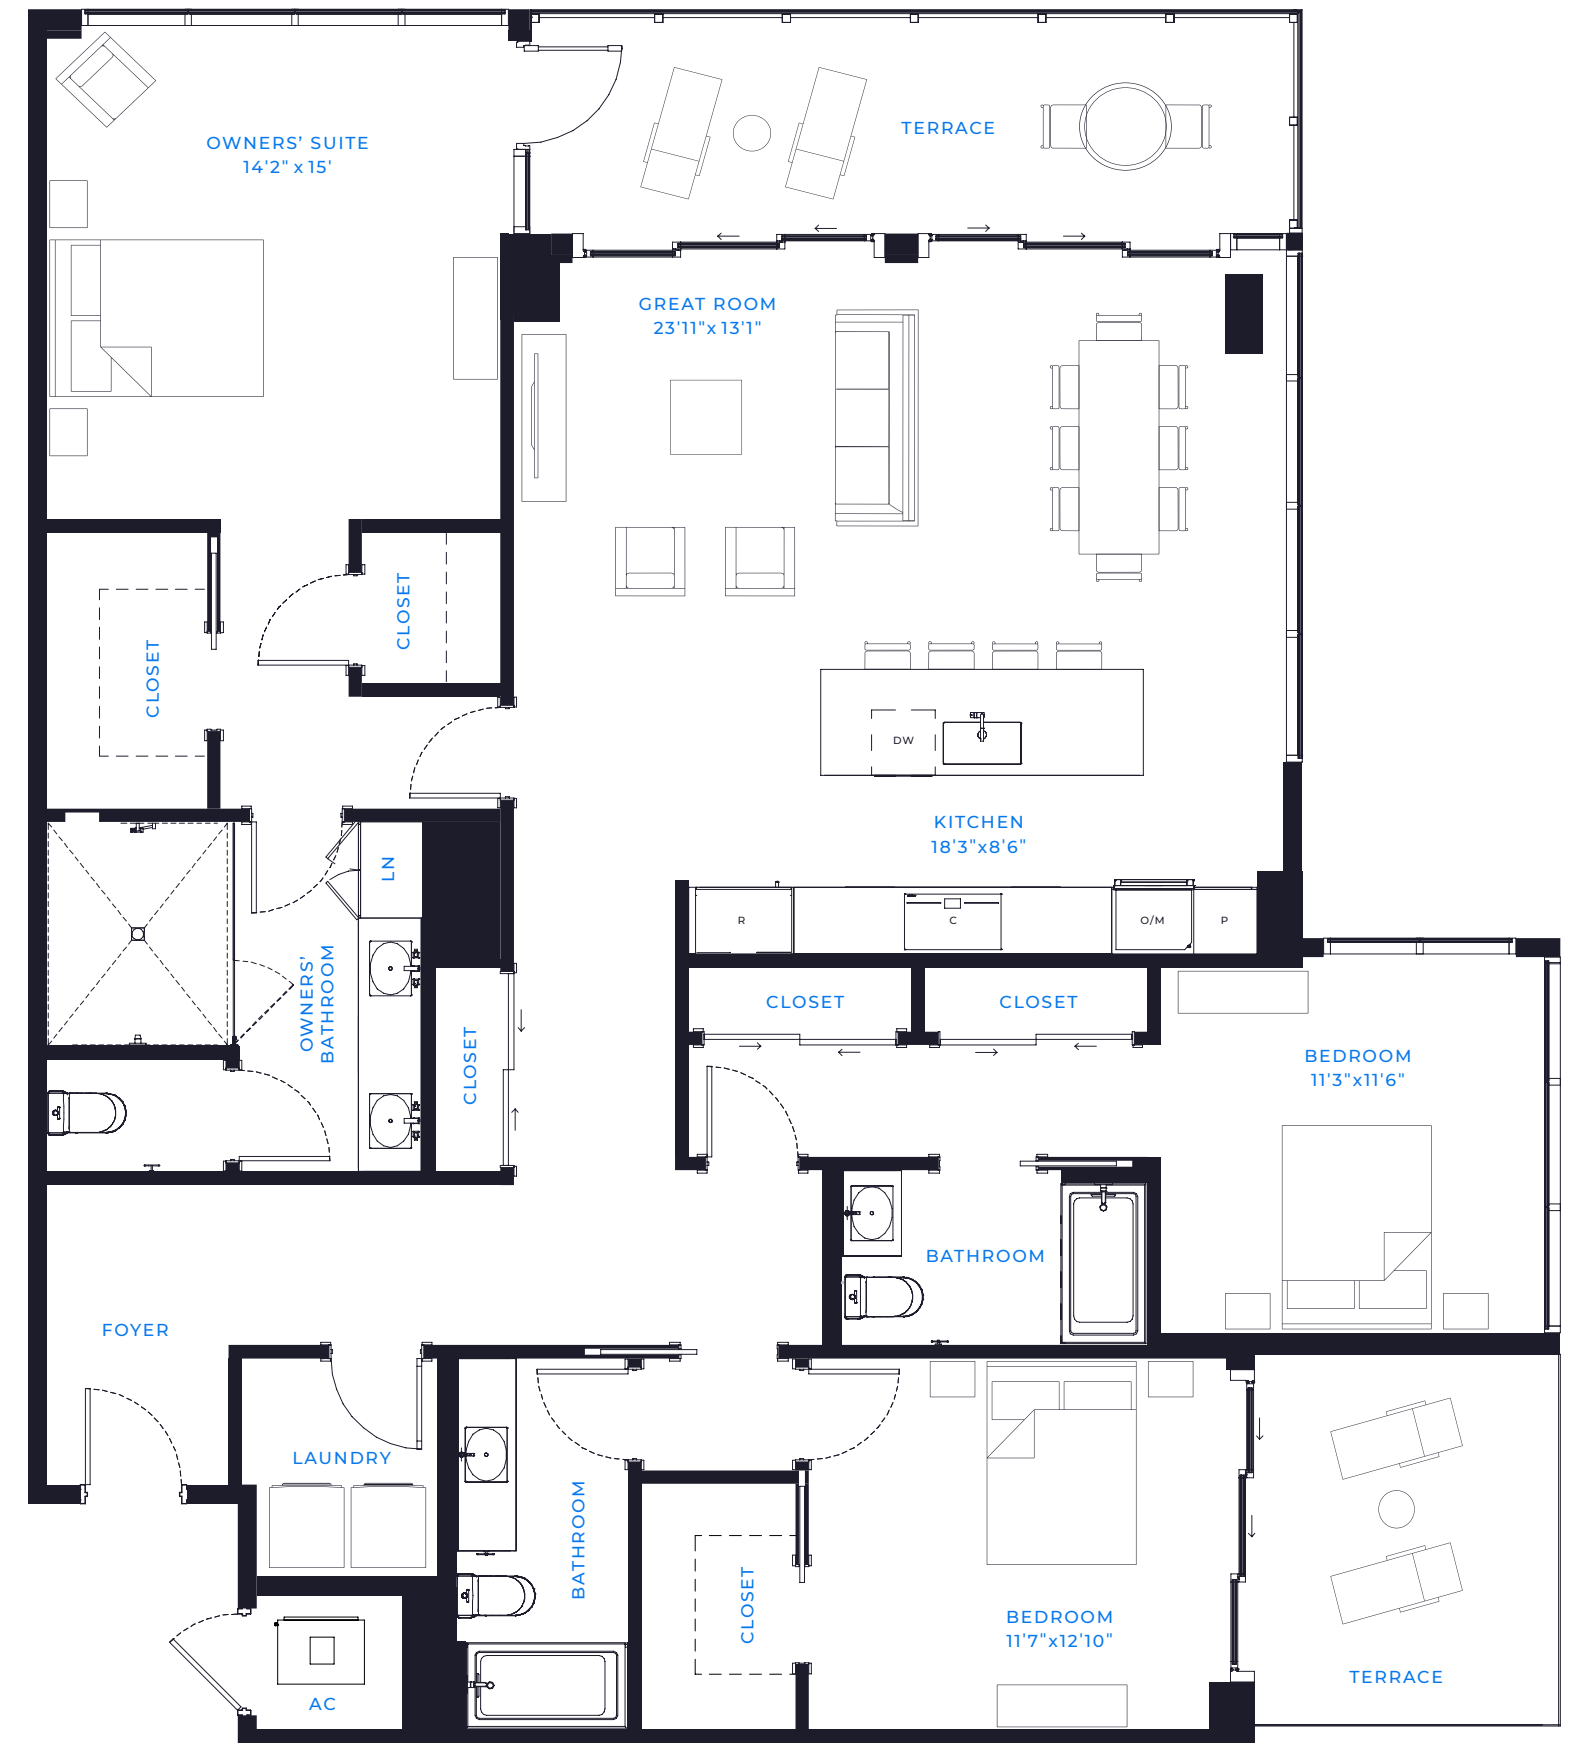 TERRACE
OWNERS’ SUITE
14'2" x 15'
GREAT ROOM
23'11"x 13'1"
CLOSET
CLOSET
DW
KITCHEN
18'3"x8'6"
LN
R
C
O/M
P
OWNERS’
BATHROOM
CLOSET
CLOSET
CLOSET
BEDROOM
11'3"x11'6"
BATHROOM
FOYER
LAUNDRY
BATHROOM
CLOSET
BEDROOM
11'7"x12'10"
TERRACE
AC